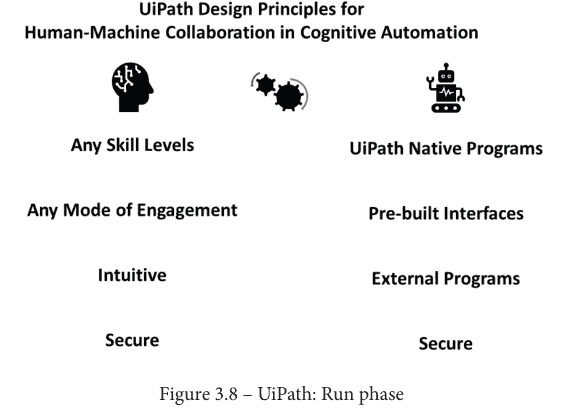 UiPath Design Principles for
Human-Machine Collaboration in Cognitive Automation
Any Skill Levels
UiPath Native Programs
Any Mode of Engagement
Pre-built Interfaces
Intuitive
External Programs
Secure
Secure
Figure 3.8 – UiPath: Run phase